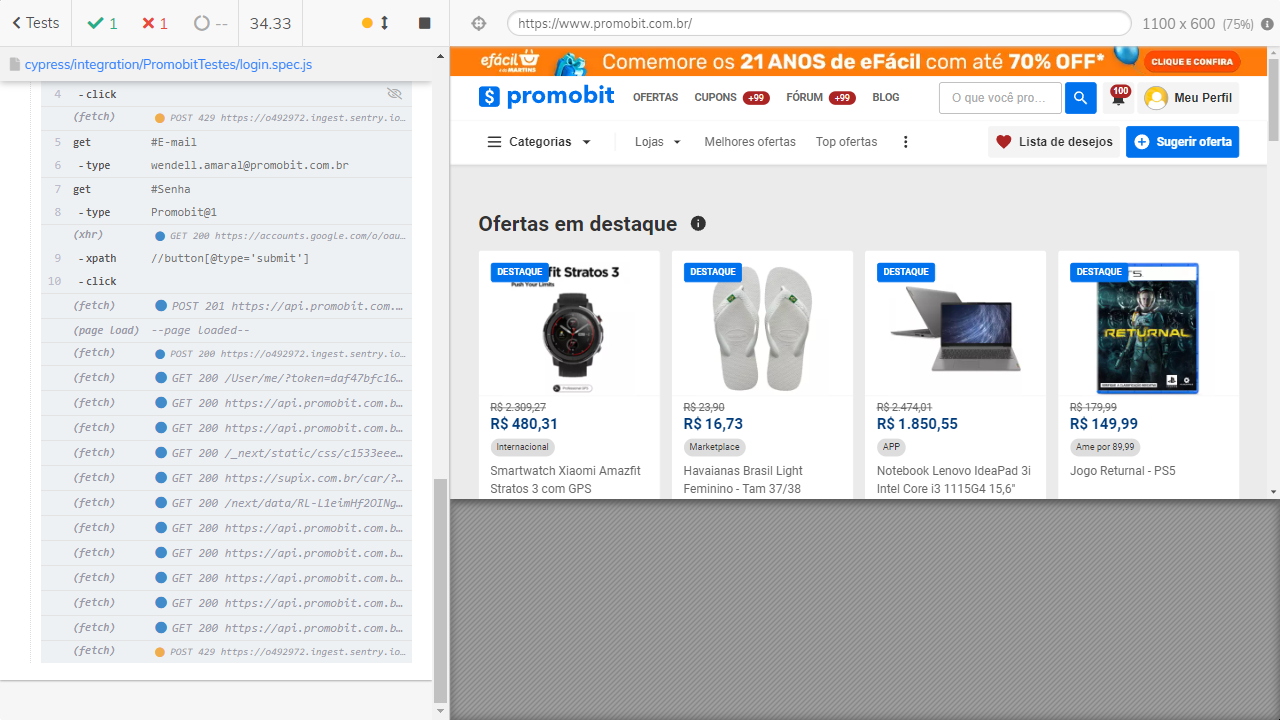 Tests
1
1
--
34.33
https://www.promobit.com.br/
1100 x 600 (75%)
cypress/integration/PromobitTestes/login.spec.js
4 -click
(fetch) POST 429 https://o492972.ingest.sentry.io…
5 get #E-mail
6 -type wendell.amaral@promobit.com.br
7 get #Senha
8 -type Promobit@1
(xhr) GET 200 https://accounts.google.com/o/oau…
9 -xpath //button[@type='submit']
10 -click
(fetch) POST 201 https://api.promobit.com.…
(page load) --page loaded--
(fetch) POST 200 https://o492972.ingest.sentry.io…
(fetch) GET 200 /User/me/?token=daf47bfc16…
(fetch) GET 200 https://api.promobit.com.b…
(fetch) GET 200 https://api.promobit.com.b…
(fetch) GET 200 /_next/static/css/c1533eee…
(fetch) GET 200 https://supix.com.br/car/?…
(fetch) GET 200 /next/data/RL-L1eimHf2OINg…
(fetch) GET 200 https://api.promobit.com.b…
(fetch) GET 200 https://api.promobit.com.b…
(fetch) GET 200 https://api.promobit.com.b…
(fetch) GET 200 https://api.promobit.com.b…
(fetch) GET 200 https://api.promobit.com.b…
(fetch) POST 429 https://o492972.ingest.sentry.io…
efácil Comemore os 21 ANOS de eFácil com até 70% OFF* CLIQUE E CONFIRA
promobit OFERTAS CUPONS +99 FÓRUM +99 BLOG O que você pro… 100 Meu Perfil
Categorias Lojas Melhores ofertas Top ofertas Lista de desejos Sugerir oferta
Ofertas em destaque
DESTAQUE
fit Stratos 3
Push Your Limits
R$ 2.309,27
R$ 480,31
Internacional
Smartwatch Xiaomi Amazfit
Stratos 3 com GPS
DESTAQUE
R$ 23,90
R$ 16,73
Marketplace
Havaianas Brasil Light
Feminino - Tam 37/38
DESTAQUE
R$ 2.474,01
R$ 1.850,55
APP
Notebook Lenovo IdeaPad 3i
Intel Core i3 1115G4 15,6"
DESTAQUE
RETURNAL
R$ 179,99
R$ 149,99
Ame por 89,99
Jogo Returnal - PS5